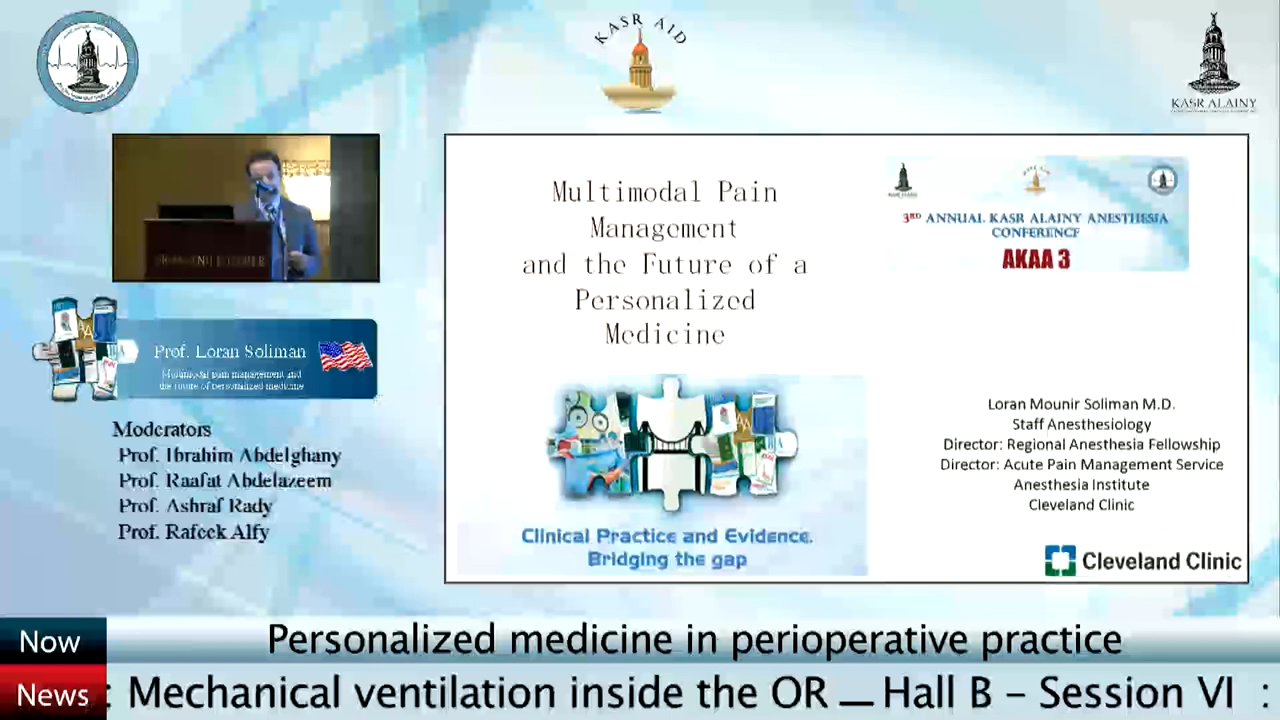 KASR AID
KASR ALAINY
Prof. Loran Soliman
Multimodal pain management and
the future of personalized medicine
Moderators
Prof. Ibrahim Abdelghany
Prof. Raafat Abdelazeem
Prof. Ashraf Rady
Prof. Rafeek Alfy
Multimodal Pain
Management
and the Future of a
Personalized
Medicine
3RD ANNUAL KASR ALAINY ANESTHESIA
CONFERENCE
AKAA 3
Clinical Practice and Evidence.
Bridging the gap
Loran Mounir Soliman M.D.
Staff Anesthesiology
Director: Regional Anesthesia Fellowship
Director: Acute Pain Management Service
Anesthesia Institute
Cleveland Clinic
Cleveland Clinic
Now Personalized medicine in perioperative practice
News : Mechanical ventilation inside the OR — Hall B – Session VI :